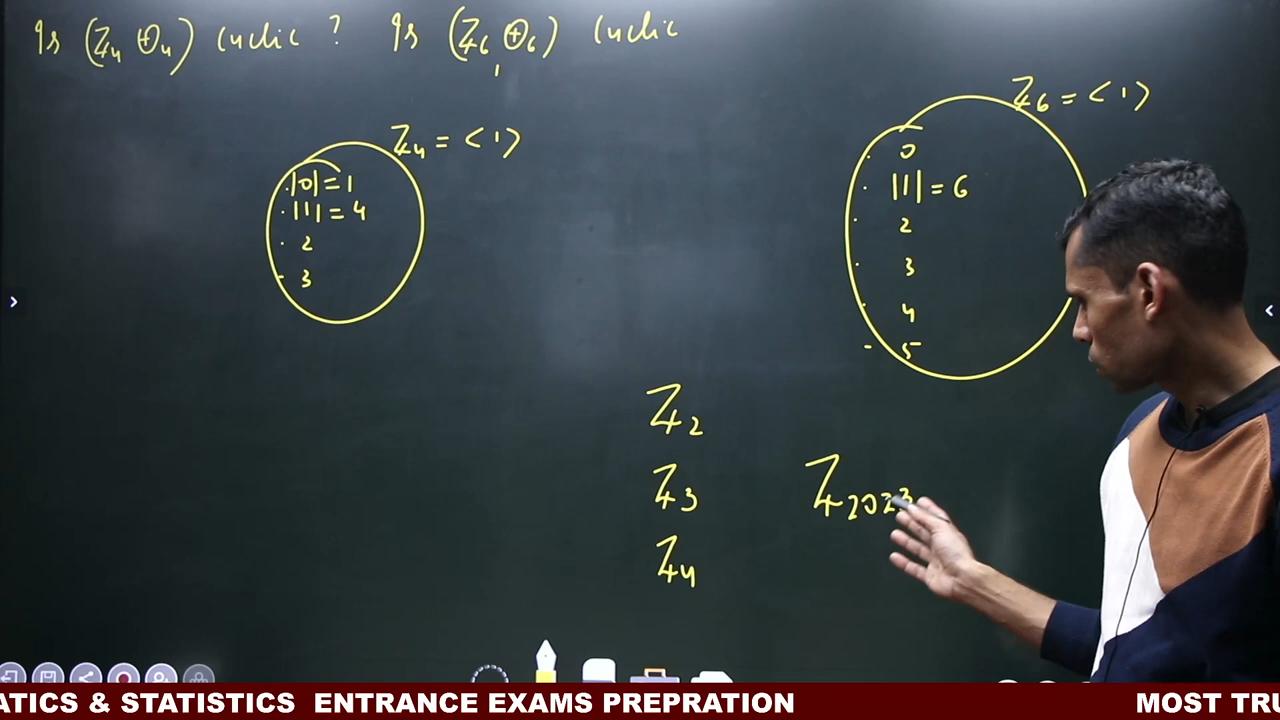 Is (Z₄ ⊕₄) cyclic ? Is (Z₆, ⊕₆) cyclic
Z₄ = <1>
|0| = 1
|1| = 4
2
3
Z₆ = <1>
0
|1| = 6
2
3
4
5
Z₂
Z₃
Z₄
Z₂₀₂₃
ATICS & STATISTICS ENTRANCE EXAMS PREPRATION MOST TRU